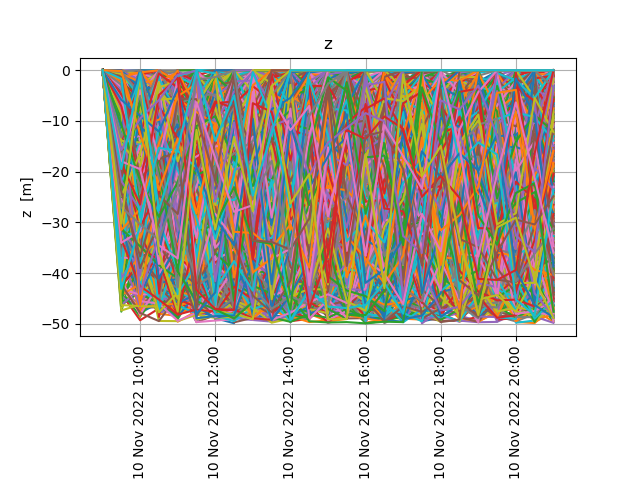 z
z [m]
0
−10
−20
−30
−40
−50
10 Nov 2022 10:00
10 Nov 2022 12:00
10 Nov 2022 14:00
10 Nov 2022 16:00
10 Nov 2022 18:00
10 Nov 2022 20:00